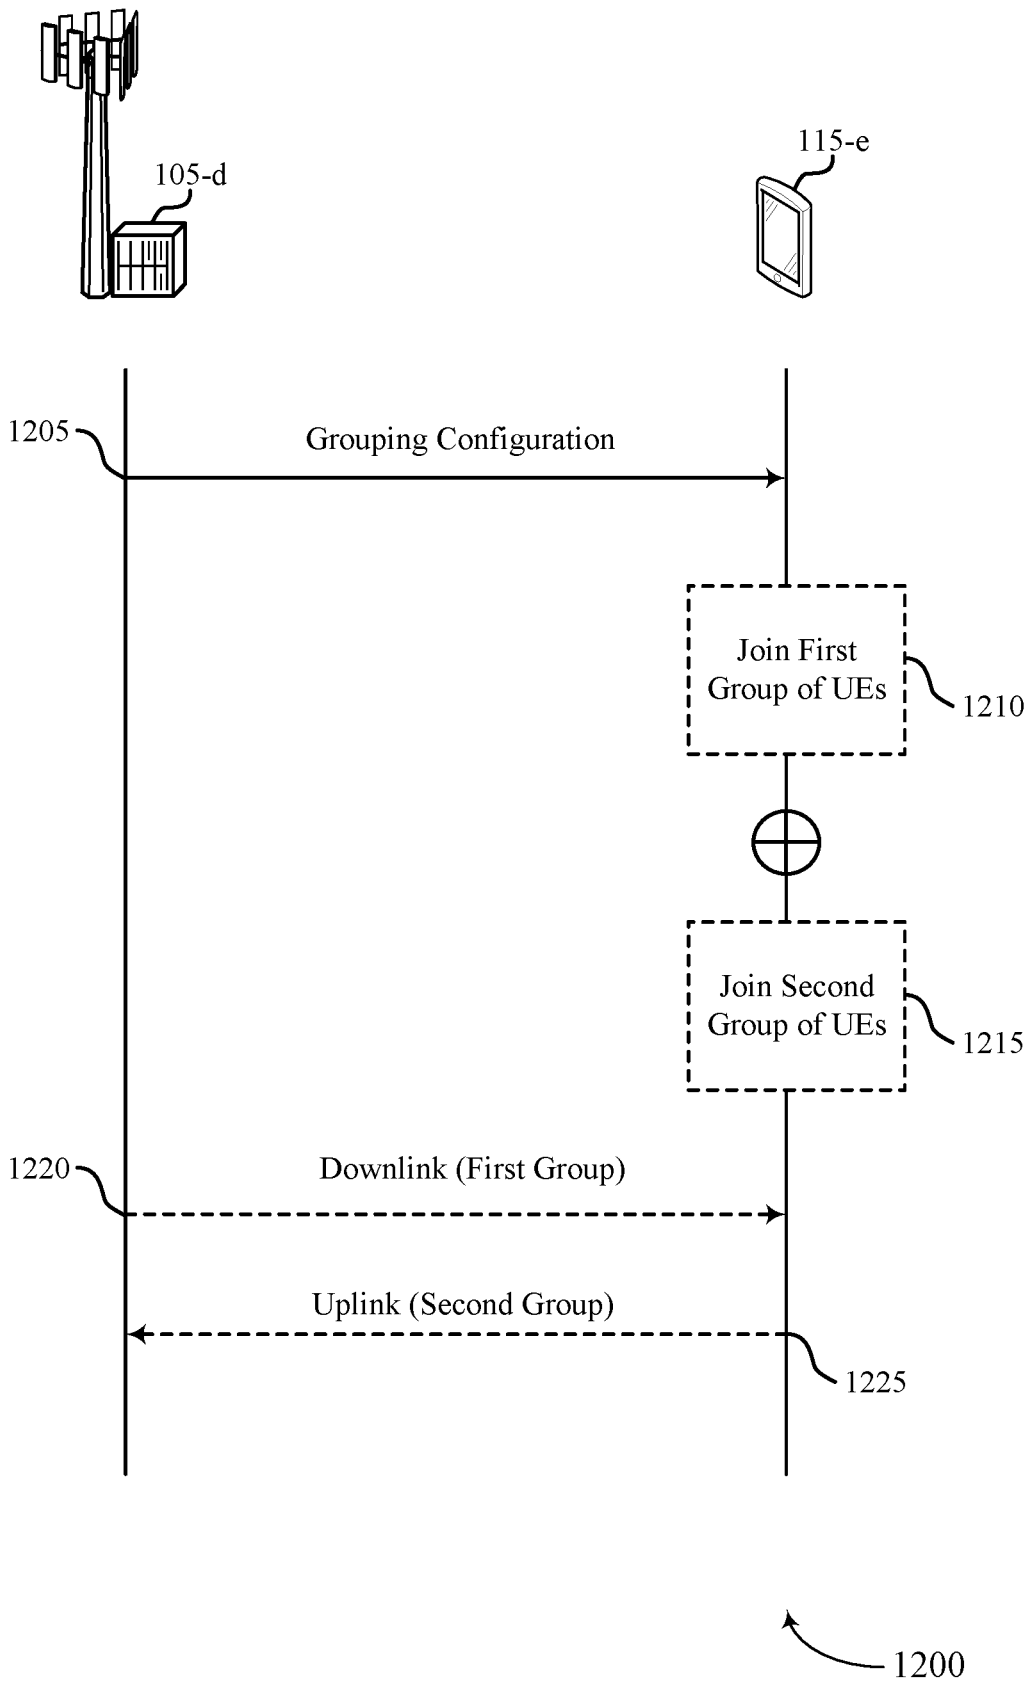 115-e
105-d
1205
Grouping Configuration
Join First
Group of UEs
1210
Join Second
Group of UEs
1215
1220
Downlink (First Group)
Uplink (Second Group)
1225
1200